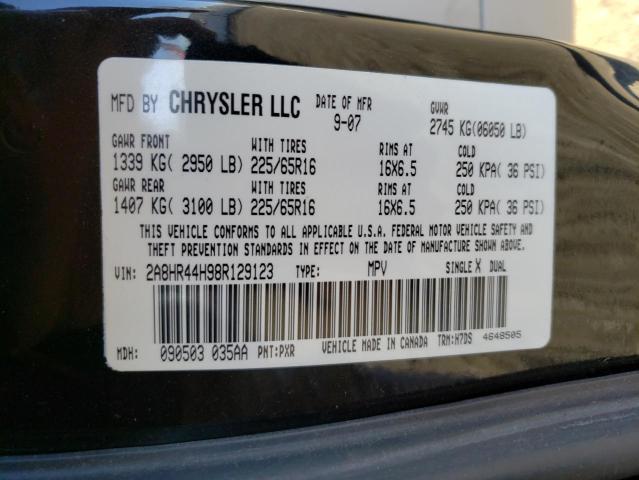 MFD BY CHRYSLER LLC DATE OF MFR GVWR
9-07 2745 KG(06050 LB)
GAWR FRONT WITH TIRES RIMS AT COLD
1339 KG( 2950 LB) 225/65R16 16X6.5 250 KPA( 36 PSI)
GAWR REAR WITH TIRES RIMS AT COLD
1407 KG( 3100 LB) 225/65R16 16X6.5 250 KPA( 36 PSI)
THIS VEHICLE CONFORMS TO ALL APPLICABLE U.S.A. FEDERAL MOTOR VEHICLE SAFETY AND
THEFT PREVENTION STANDARDS IN EFFECT ON THE DATE OF MANUFACTURE SHOWN ABOVE.
VIN: 2A8HR44H98R129123 TYPE: MPV SINGLE X DUAL
MDH: 090503 035AA PNT:PXR VEHICLE MADE IN CANADA TRM:H7DS 4648505